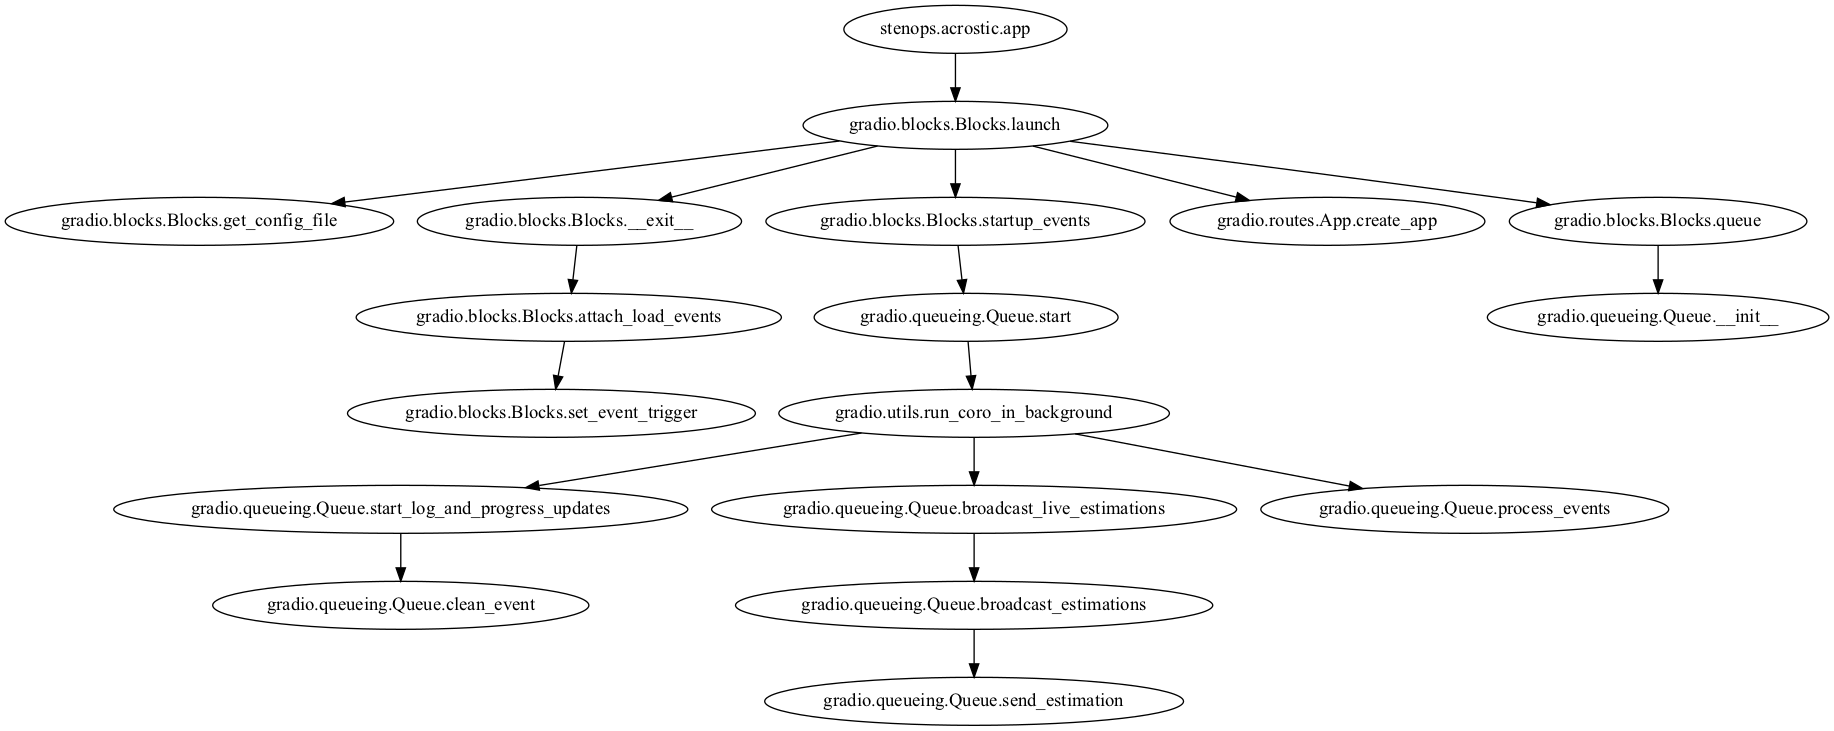 stenops.acrostic.app
gradio.blocks.Blocks.launch
gradio.blocks.Blocks.get_config_file
gradio.blocks.Blocks.__exit__
gradio.blocks.Blocks.startup_events
gradio.routes.App.create_app
gradio.blocks.Blocks.queue
gradio.blocks.Blocks.attach_load_events
gradio.queueing.Queue.start
gradio.queueing.Queue.__init__
gradio.blocks.Blocks.set_event_trigger
gradio.utils.run_coro_in_background
gradio.queueing.Queue.start_log_and_progress_updates
gradio.queueing.Queue.broadcast_live_estimations
gradio.queueing.Queue.process_events
gradio.queueing.Queue.clean_event
gradio.queueing.Queue.broadcast_estimations
gradio.queueing.Queue.send_estimation